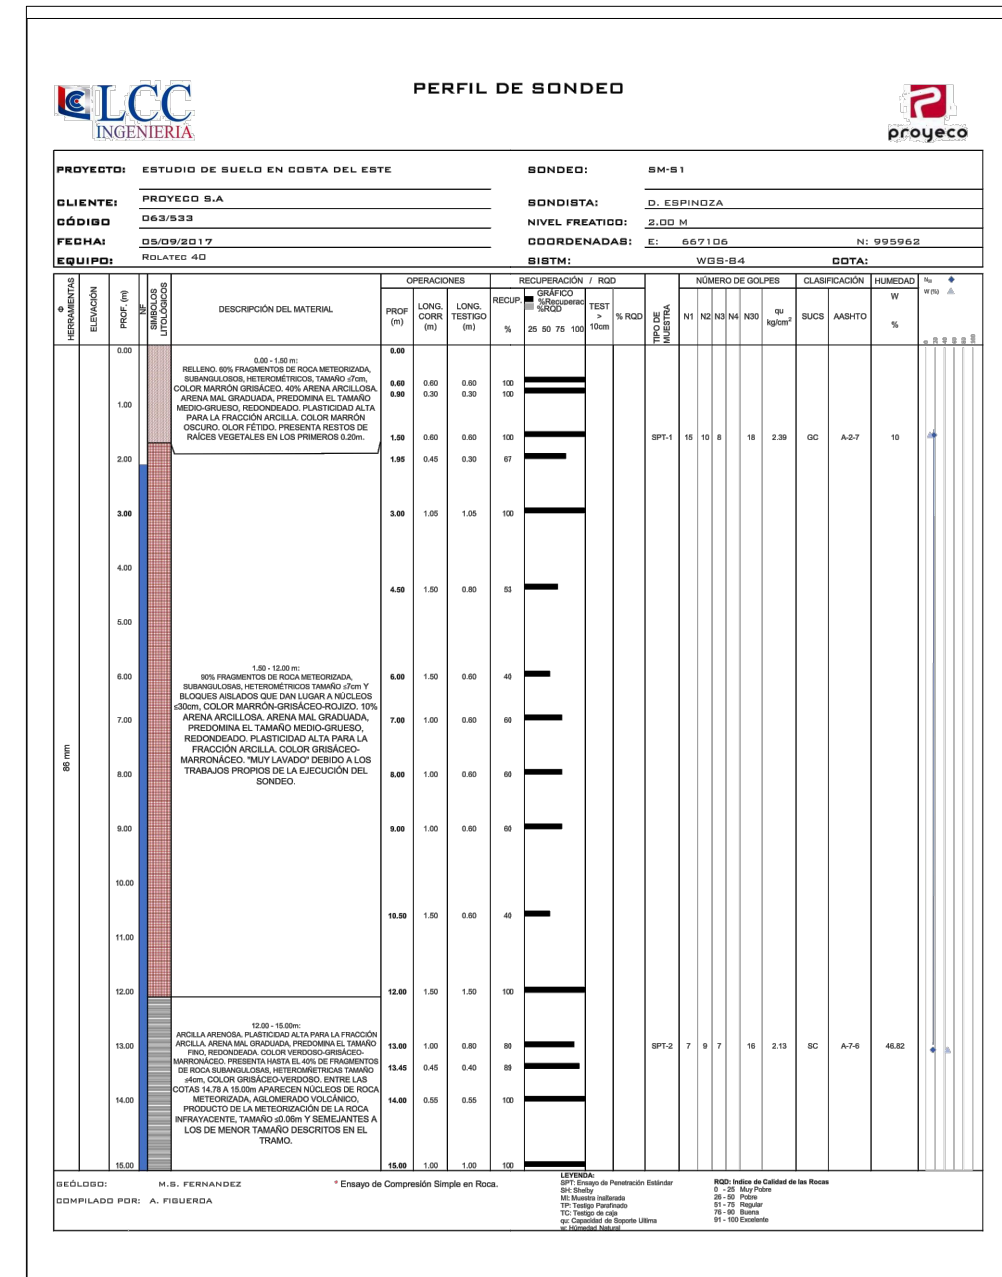 PERFIL DE SONDEO
LCC
INGENIERIA
proyeco
PROYECTO: ESTUDIO DE SUELO EN COSTA DEL ESTE
SONDEO: SM-S1
CLIENTE: PROYECO S.A
SONDISTA: D. ESPINOZA
CÓDIGO 063/533
NIVEL FREATICO: 2.00 M
FECHA: 05/09/2017
COORDENADAS: E: 667106 N: 995962
EQUIPO: ROLATEC 40
SISTM: WGS-84 COTA:
Φ HERRAMIENTAS
ELEVACIÓN
PROF. (m)
NF
SIMBOLOS LITOLÓGICOS
DESCRIPCIÓN DEL MATERIAL
OPERACIONES
PROF (m)
LONG. CORR (m)
LONG. TESTIGO (m)
RECUPERACIÓN / RQD
RECUP. %
GRÁFICO
%Recuperac
%RQD
25 50 75 100
TEST > 10cm
% RQD
TIPO DE MUESTRA
NÚMERO DE GOLPES
N1 N2 N3 N4 N30
qu kg/cm²
CLASIFICACIÓN
SUCS AASHTO
HUMEDAD
W
%
N30
W (%)
0 20 40 60 80 100
86 mm
0.00
1.00
2.00
3.00
4.00
5.00
6.00
7.00
8.00
9.00
10.00
11.00
12.00
13.00
14.00
15.00
0.00 - 1.50 m:
RELLENO. 60% FRAGMENTOS DE ROCA METEORIZADA,
SUBANGULOSOS, HETEROMÉTRICOS, TAMAÑO ≤7cm,
COLOR MARRÓN GRISÁCEO. 40% ARENA ARCILLOSA.
ARENA MAL GRADUADA, PREDOMINA EL TAMAÑO
MEDIO-GRUESO, REDONDEADO. PLASTICIDAD ALTA
PARA LA FRACCIÓN ARCILLA. COLOR MARRÓN
OSCURO. OLOR FÉTIDO. PRESENTA RESTOS DE
RAÍCES VEGETALES EN LOS PRIMEROS 0.20m.
1.50 - 12.00 m:
90% FRAGMENTOS DE ROCA METEORIZADA,
SUBANGULOSAS, HETEROMÉTRICOS TAMAÑO ≤7cm Y
BLOQUES AISLADOS QUE DAN LUGAR A NÚCLEOS
≤30cm, COLOR MARRÓN-GRISÁCEO-ROJIZO. 10%
ARENA ARCILLOSA. ARENA MAL GRADUADA,
PREDOMINA EL TAMAÑO MEDIO-GRUESO,
REDONDEADO. PLASTICIDAD ALTA PARA LA
FRACCIÓN ARCILLA. COLOR GRISÁCEO-
MARRONÁCEO. "MUY LAVADO" DEBIDO A LOS
TRABAJOS PROPIOS DE LA EJECUCIÓN DEL
SONDEO.
12.00 - 15.00m:
ARCILLA ARENOSA. PLASTICIDAD ALTA PARA LA FRACCIÓN
ARCILLA. ARENA MAL GRADUADA, PREDOMINA EL TAMAÑO
FINO, REDONDEADA. COLOR VERDOSO-GRISÁCEO-
MARRONÁCEO. PRESENTA HASTA EL 40% DE FRAGMENTOS
DE ROCA SUBANGULOSAS, HETEROMÑETRICAS TAMAÑO
≤4cm, COLOR GRISÁCEO-VERDOSO. ENTRE LAS
COTAS 14.78 A 15.00m APARECEN NÚCLEOS DE ROCA
METEORIZADA, AGLOMERADO VOLCÁNICO,
PRODUCTO DE LA METEORIZACIÓN DE LA ROCA
INFRAYACENTE, TAMAÑO ≤0.06m Y SEMEJANTES A
LOS DE MENOR TAMAÑO DESCRITOS EN EL
TRAMO.
0.00
0.60 0.60 0.60 100
0.90 0.30 0.30 100
1.50 0.60 0.60 100 SPT-1 15 10 8 18 2.39 GC A-2-7 10
1.95 0.45 0.30 67
3.00 1.05 1.05 100
4.50 1.50 0.80 53
6.00 1.50 0.60 40
7.00 1.00 0.60 60
8.00 1.00 0.60 60
9.00 1.00 0.60 60
10.50 1.50 0.60 40
12.00 1.50 1.50 100
13.00 1.00 0.80 80 SPT-2 7 9 7 16 2.13 SC A-7-6 46.82
13.45 0.45 0.40 89
14.00 0.55 0.55 100
15.00 1.00 1.00 100
GEÓLOGO: M.S. FERNANDEZ
COMPILADO POR: A. FIGUEROA
* Ensayo de Compresión Simple en Roca.
LEYENDA:
SPT: Ensayo de Penetración Estándar
SH: Shelby
MI: Muestra Inalterada
TP: Testigo Parafinado
TC: Testigo de caja
qu: Capacidad de Soporte Ultima
w: Húmedad Natural
RQD: Indice de Calidad de las Rocas
0 - 25 Muy Pobre
26 - 50 Pobre
51 - 75 Regular
76 - 90 Buena
91 - 100 Excelente